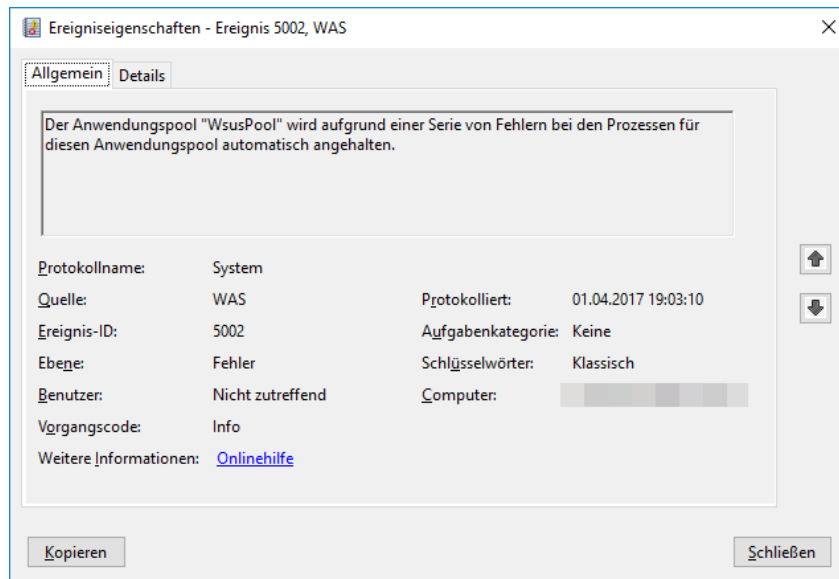 Ereigniseigenschaften - Ereignis 5002, WAS
Allgemein Details
Der Anwendungspool "WsusPool" wird aufgrund einer Serie von Fehlern bei den Prozessen für
diesen Anwendungspool automatisch angehalten.
Protokollname: System
Quelle: WAS Protokolliert: 01.04.2017 19:03:10
Ereignis-ID: 5002 Aufgabenkategorie: Keine
Ebene: Fehler Schlüsselwörter: Klassisch
Benutzer: Nicht zutreffend Computer:
Vorgangscode: Info
Weitere Informationen: Onlinehilfe
Kopieren Schließen